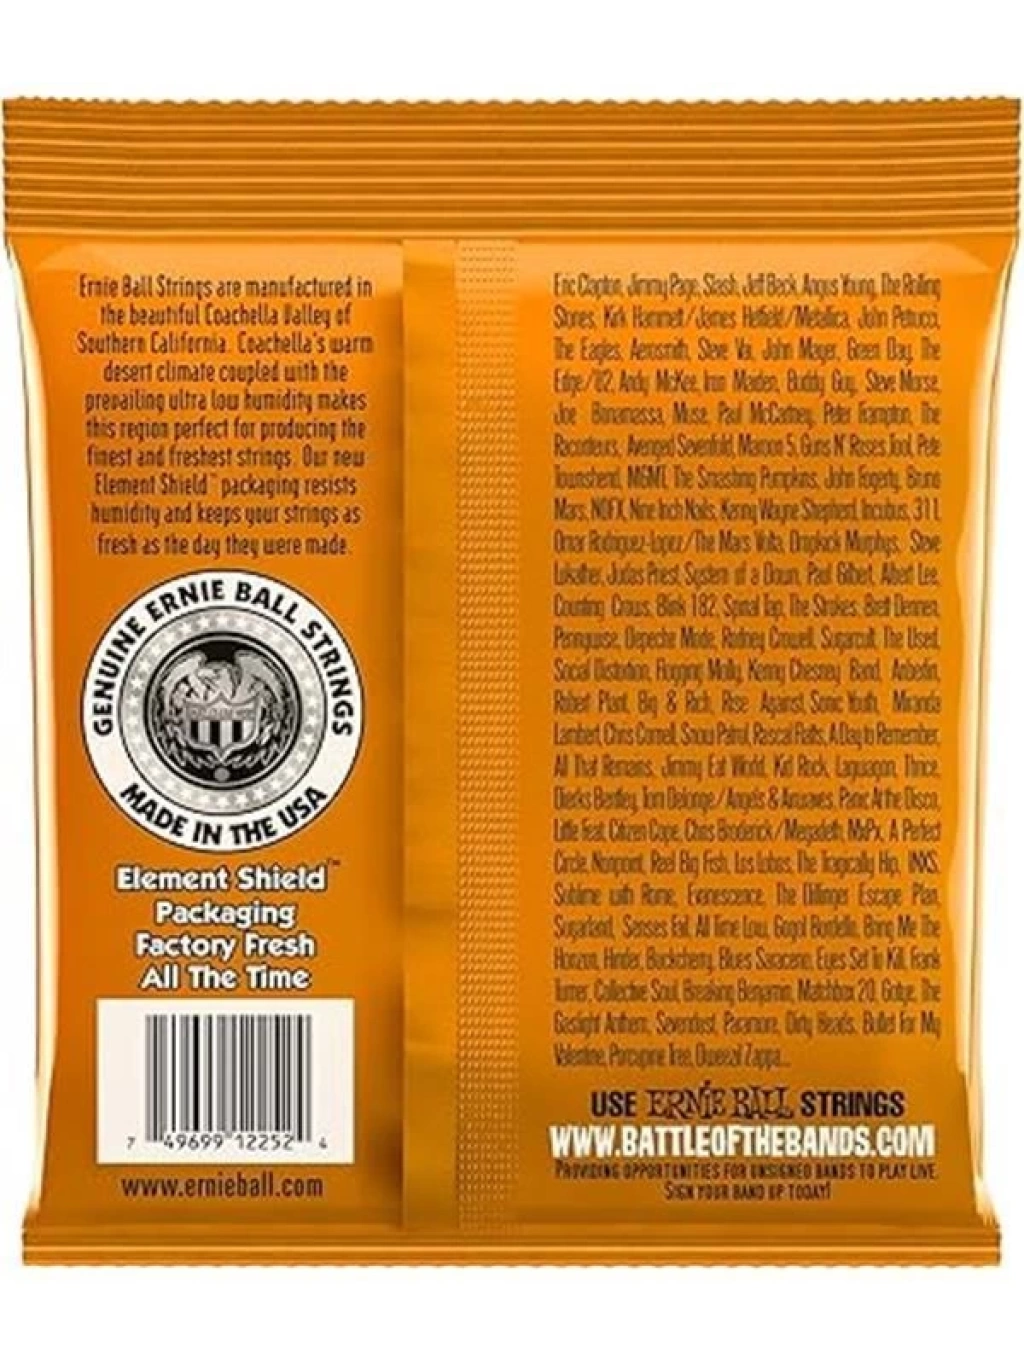 Ernie Ball Strings are manufactured in
the beautiful Coachella Valley of
Southern California. Coachella's warm
desert climate coupled with the
prevailing ultra low humidity makes
this region perfect for producing the
finest and freshest strings. Our new
Element Shield™ packaging resists
humidity and keeps your strings as
fresh as the day they were made.
GENUINE ERNIE BALL STRINGS
MADE IN THE USA
Element Shield™
Packaging
Factory Fresh
All The Time
7 49699 12252 4
www.ernieball.com
Eric Clapton, Jimmy Page, Slash, Jeff Beck, Angus Young, The Rolling
Stones, Kirk Hammett/James Hetfield/Metallica, John Petrucci,
The Eagles, Aerosmith, Steve Vai, John Mayer, Green Day, The
Edge/U2, Andy McKee, Iron Maiden, Buddy Guy, Steve Morse,
Joe Bonamassa, Muse, Paul McCartney, Peter Frampton, The
Raconteurs, Avenged Sevenfold, Maroon 5, Guns N' Roses, Tool, Pete
Townshend, MGMT, The Smashing Pumpkins, John Fogerty, Bruno
Mars, NOFX, Nine Inch Nails, Kenny Wayne Shepherd, Incubus, 311,
Omar Rodriguez-Lopez/The Mars Volta, Dropkick Murphys, Steve
Lukather, Judas Priest, System of a Down, Paul Gilbert, Albert Lee,
Counting Crows, Blink 182, Spinal Tap, The Strokes, Brett Dennen,
Pennywise, Depeche Mode, Rodney Crowell, Sugarcult, The Used,
Social Distortion, Flogging Molly, Kenny Chesney Band, Anberlin,
Robert Plant, Big & Rich, Rise Against, Sonic Youth, Miranda
Lambert, Chris Cornell, Snow Patrol, Rascal Flatts, A Day to Remember,
All That Remains, Jimmy Eat World, Kid Rock, Lagwagon, Thrice,
Dierks Bentley, Tom Delonge/Angels & Airwaves, Panic At the Disco,
Little Feat, Citizen Cope, Chris Broderick/Megadeth, MxPx, A Perfect
Circle, Nonpoint, Reel Big Fish, Los Lobos, The Tragically Hip, INXS,
Sublime with Rome, Evanescence, The Dillinger Escape Plan,
Sugarland, Senses Fail, All Time Low, Gogol Bordello, Bring Me The
Horizon, Hinder, Buckcherry, Blues Saraceno, Eyes Set To Kill, Frank
Turner, Collective Soul, Breaking Benjamin, Matchbox 20, Gotye, The
Gaslight Anthem, Sevendust, Paramore, Dirty Heads, Bullet For My
Valentine, Porcupine Tree, Dweezil Zappa...
USE ERNIE BALL STRINGS
WWW.BATTLEOFTHEBANDS.COM
PROVIDING OPPORTUNITIES FOR UNSIGNED BANDS TO PLAY LIVE.
SIGN YOUR BAND UP TODAY!